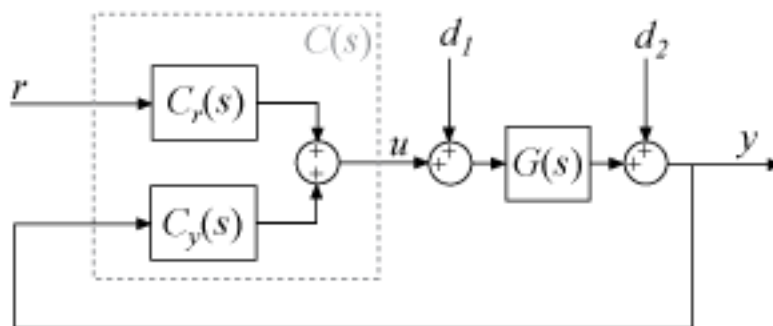 C(s)
d1
d2
r
Cr(s)
+
+
u
+
+
G(s)
+
+
y
Cy(s)